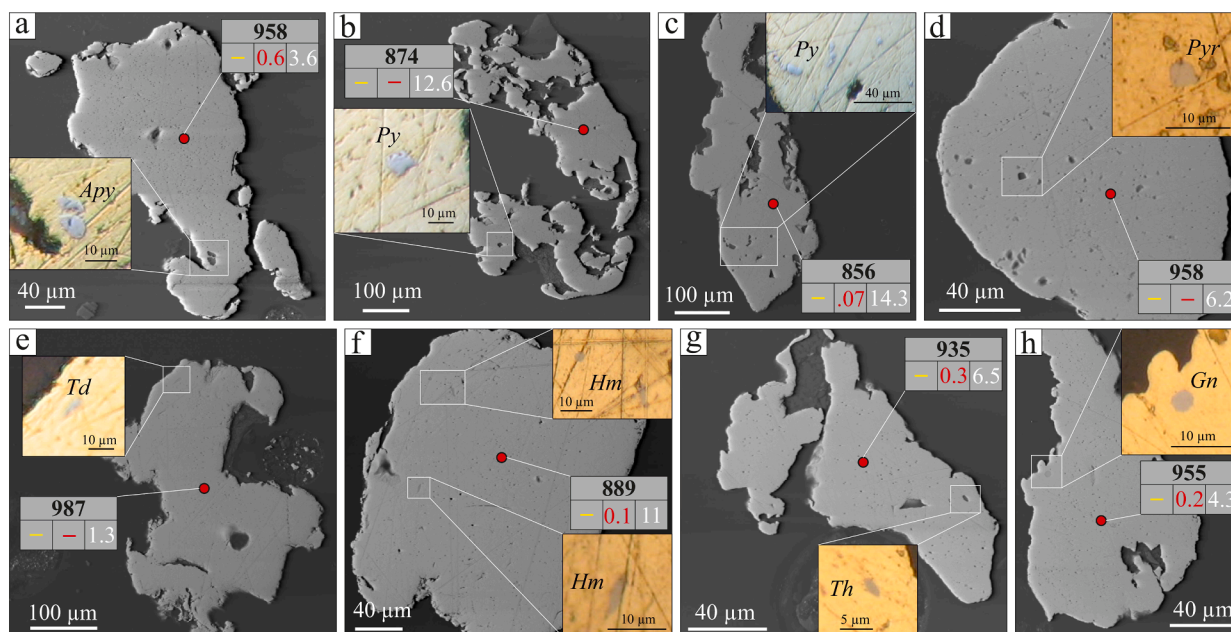 a
958
– 0.6 3.6
Apy
10 µm
40 µm
b
874
– – 12.6
Py
10 µm
100 µm
c
Py
40 µm
856
– .07 14.3
100 µm
d
Pyr
10 µm
958
– – 6.2
40 µm
e
Td
10 µm
987
– – 1.3
100 µm
f
Hm
10 µm
889
– 0.1 11
Hm
10 µm
40 µm
g
935
– 0.3 6.5
Th
5 µm
40 µm
h
Gn
10 µm
955
– 0.2
100 µm